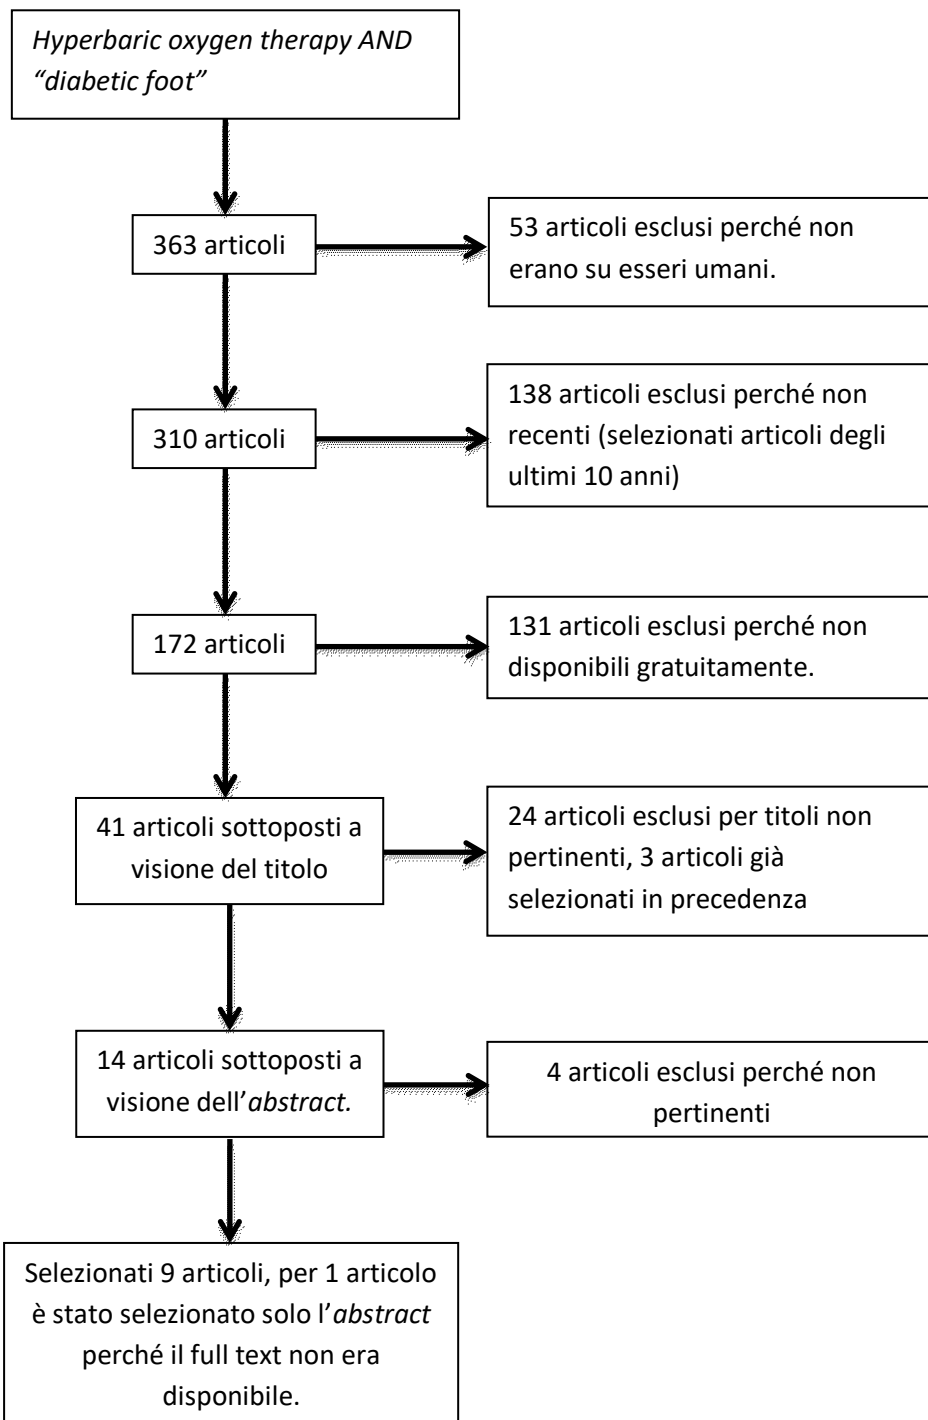 Hyperbaric oxygen therapy AND
“diabetic foot”
363 articoli
53 articoli esclusi perché non
erano su esseri umani.
310 articoli
138 articoli esclusi perché non
recenti (selezionati articoli degli
ultimi 10 anni)
172 articoli
131 articoli esclusi perché non
disponibili gratuitamente.
41 articoli sottoposti a
visione del titolo
24 articoli esclusi per titoli non
pertinenti, 3 articoli già
selezionati in precedenza
14 articoli sottoposti a
visione dell’abstract.
4 articoli esclusi perché non
pertinenti
Selezionati 9 articoli, per 1 articolo
è stato selezionato solo l’abstract
perché il full text non era
disponibile.